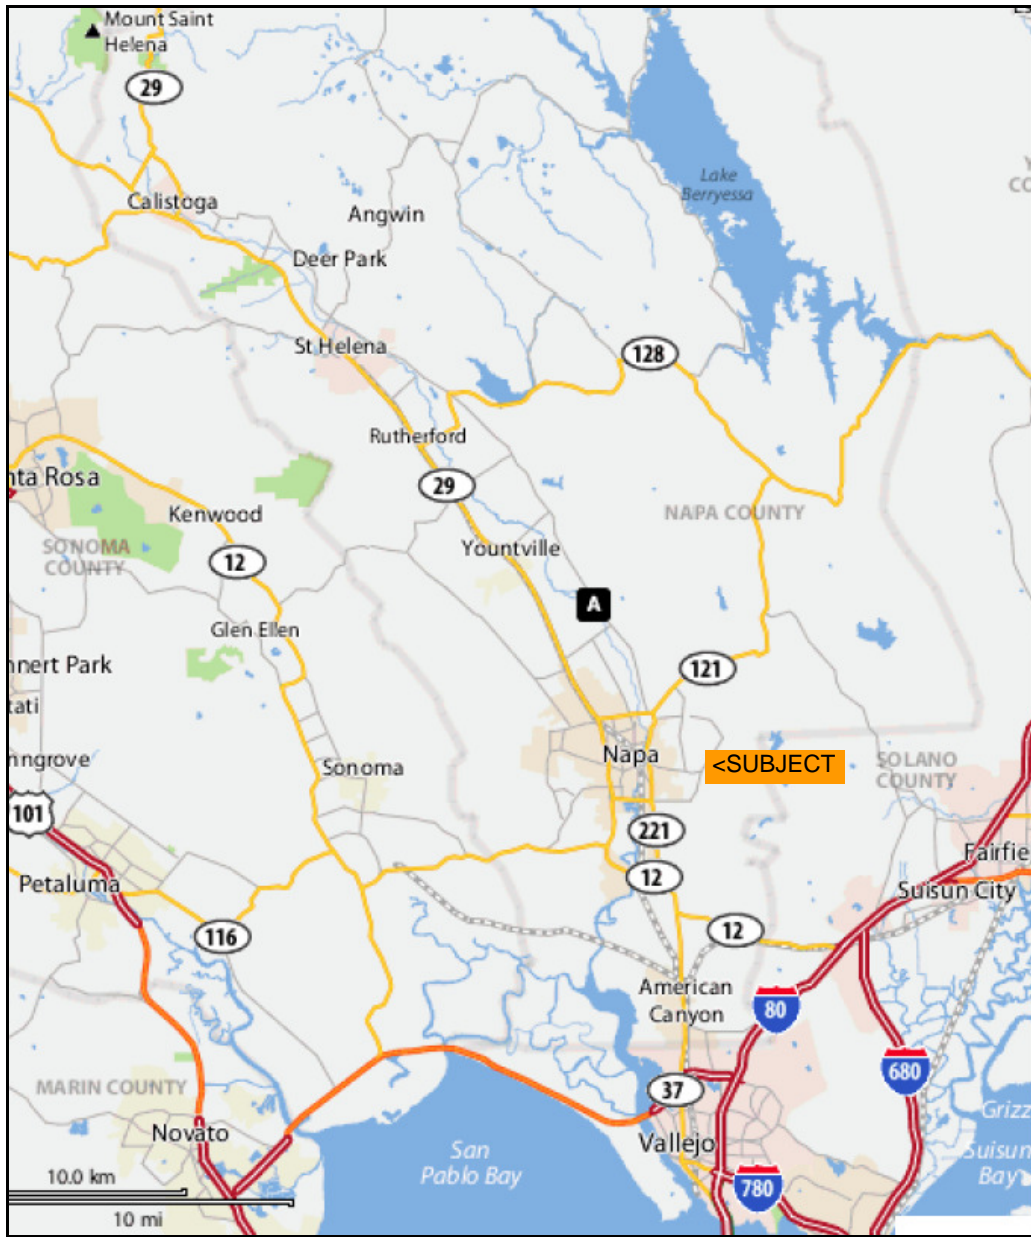 Mount Saint
Helena
29
Lake
Berryessa
Calistoga
Angwin
Deer Park
St Helena
128
Rutherford
29
nta Rosa
Kenwood
NAPA COUNTY
SONOMA
COUNTY
12
Yountville
A
Glen Ellen
nnert Park
121
tati
nngrove
Sonoma
Napa
<SUBJECT
SOLANO
COUNTY
101
221
Fairfie
Petaluma
12
Suisun City
116
12
American
Canyon
80
MARIN COUNTY
37
680
Novato
Vallejo
Grizz
San
Pablo Bay
Suisun
Bay
10.0 km
780
10 mi